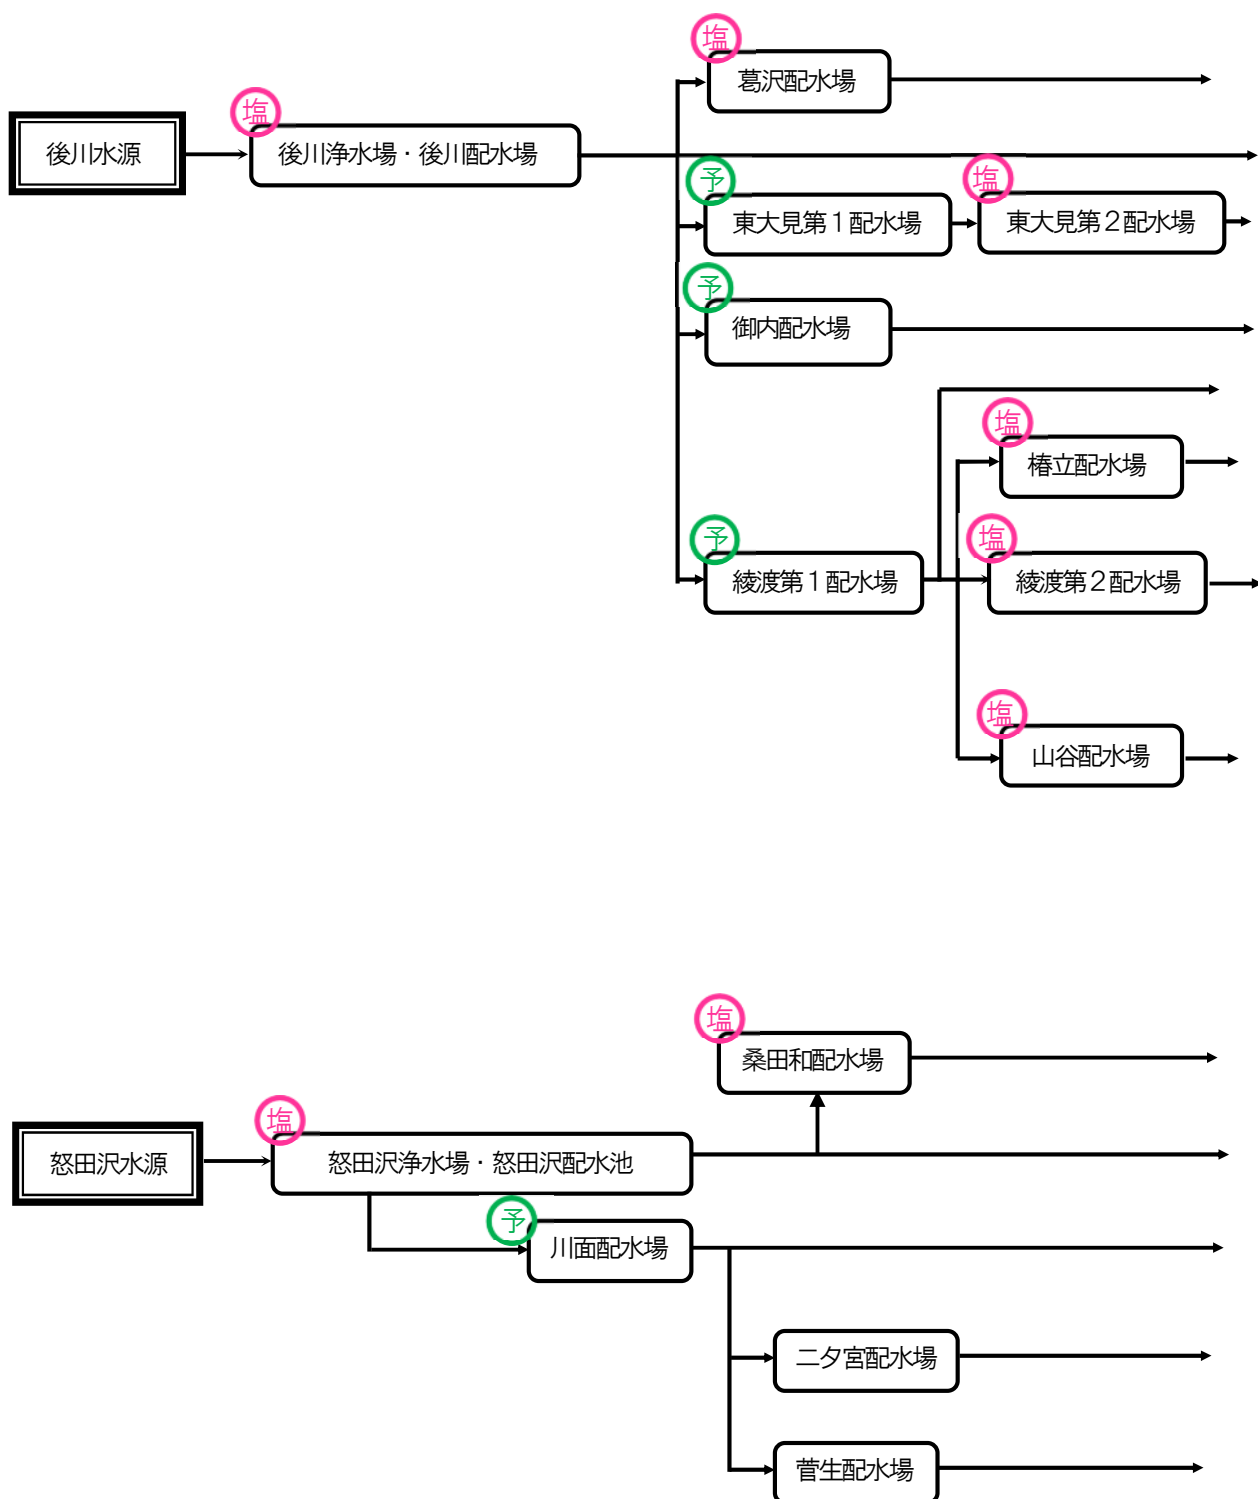 塩
葛沢配水場
後川水源
塩
後川浄水場・後川配水場
予
東大見第1配水場
塩
東大見第2配水場
予
御内配水場
塩
椿立配水場
予
綾渡第1配水場
塩
綾渡第2配水場
塩
山谷配水場
塩
桑田和配水場
怒田沢水源
塩
怒田沢浄水場・怒田沢配水池
予
川面配水場
二タ宮配水場
菅生配水場